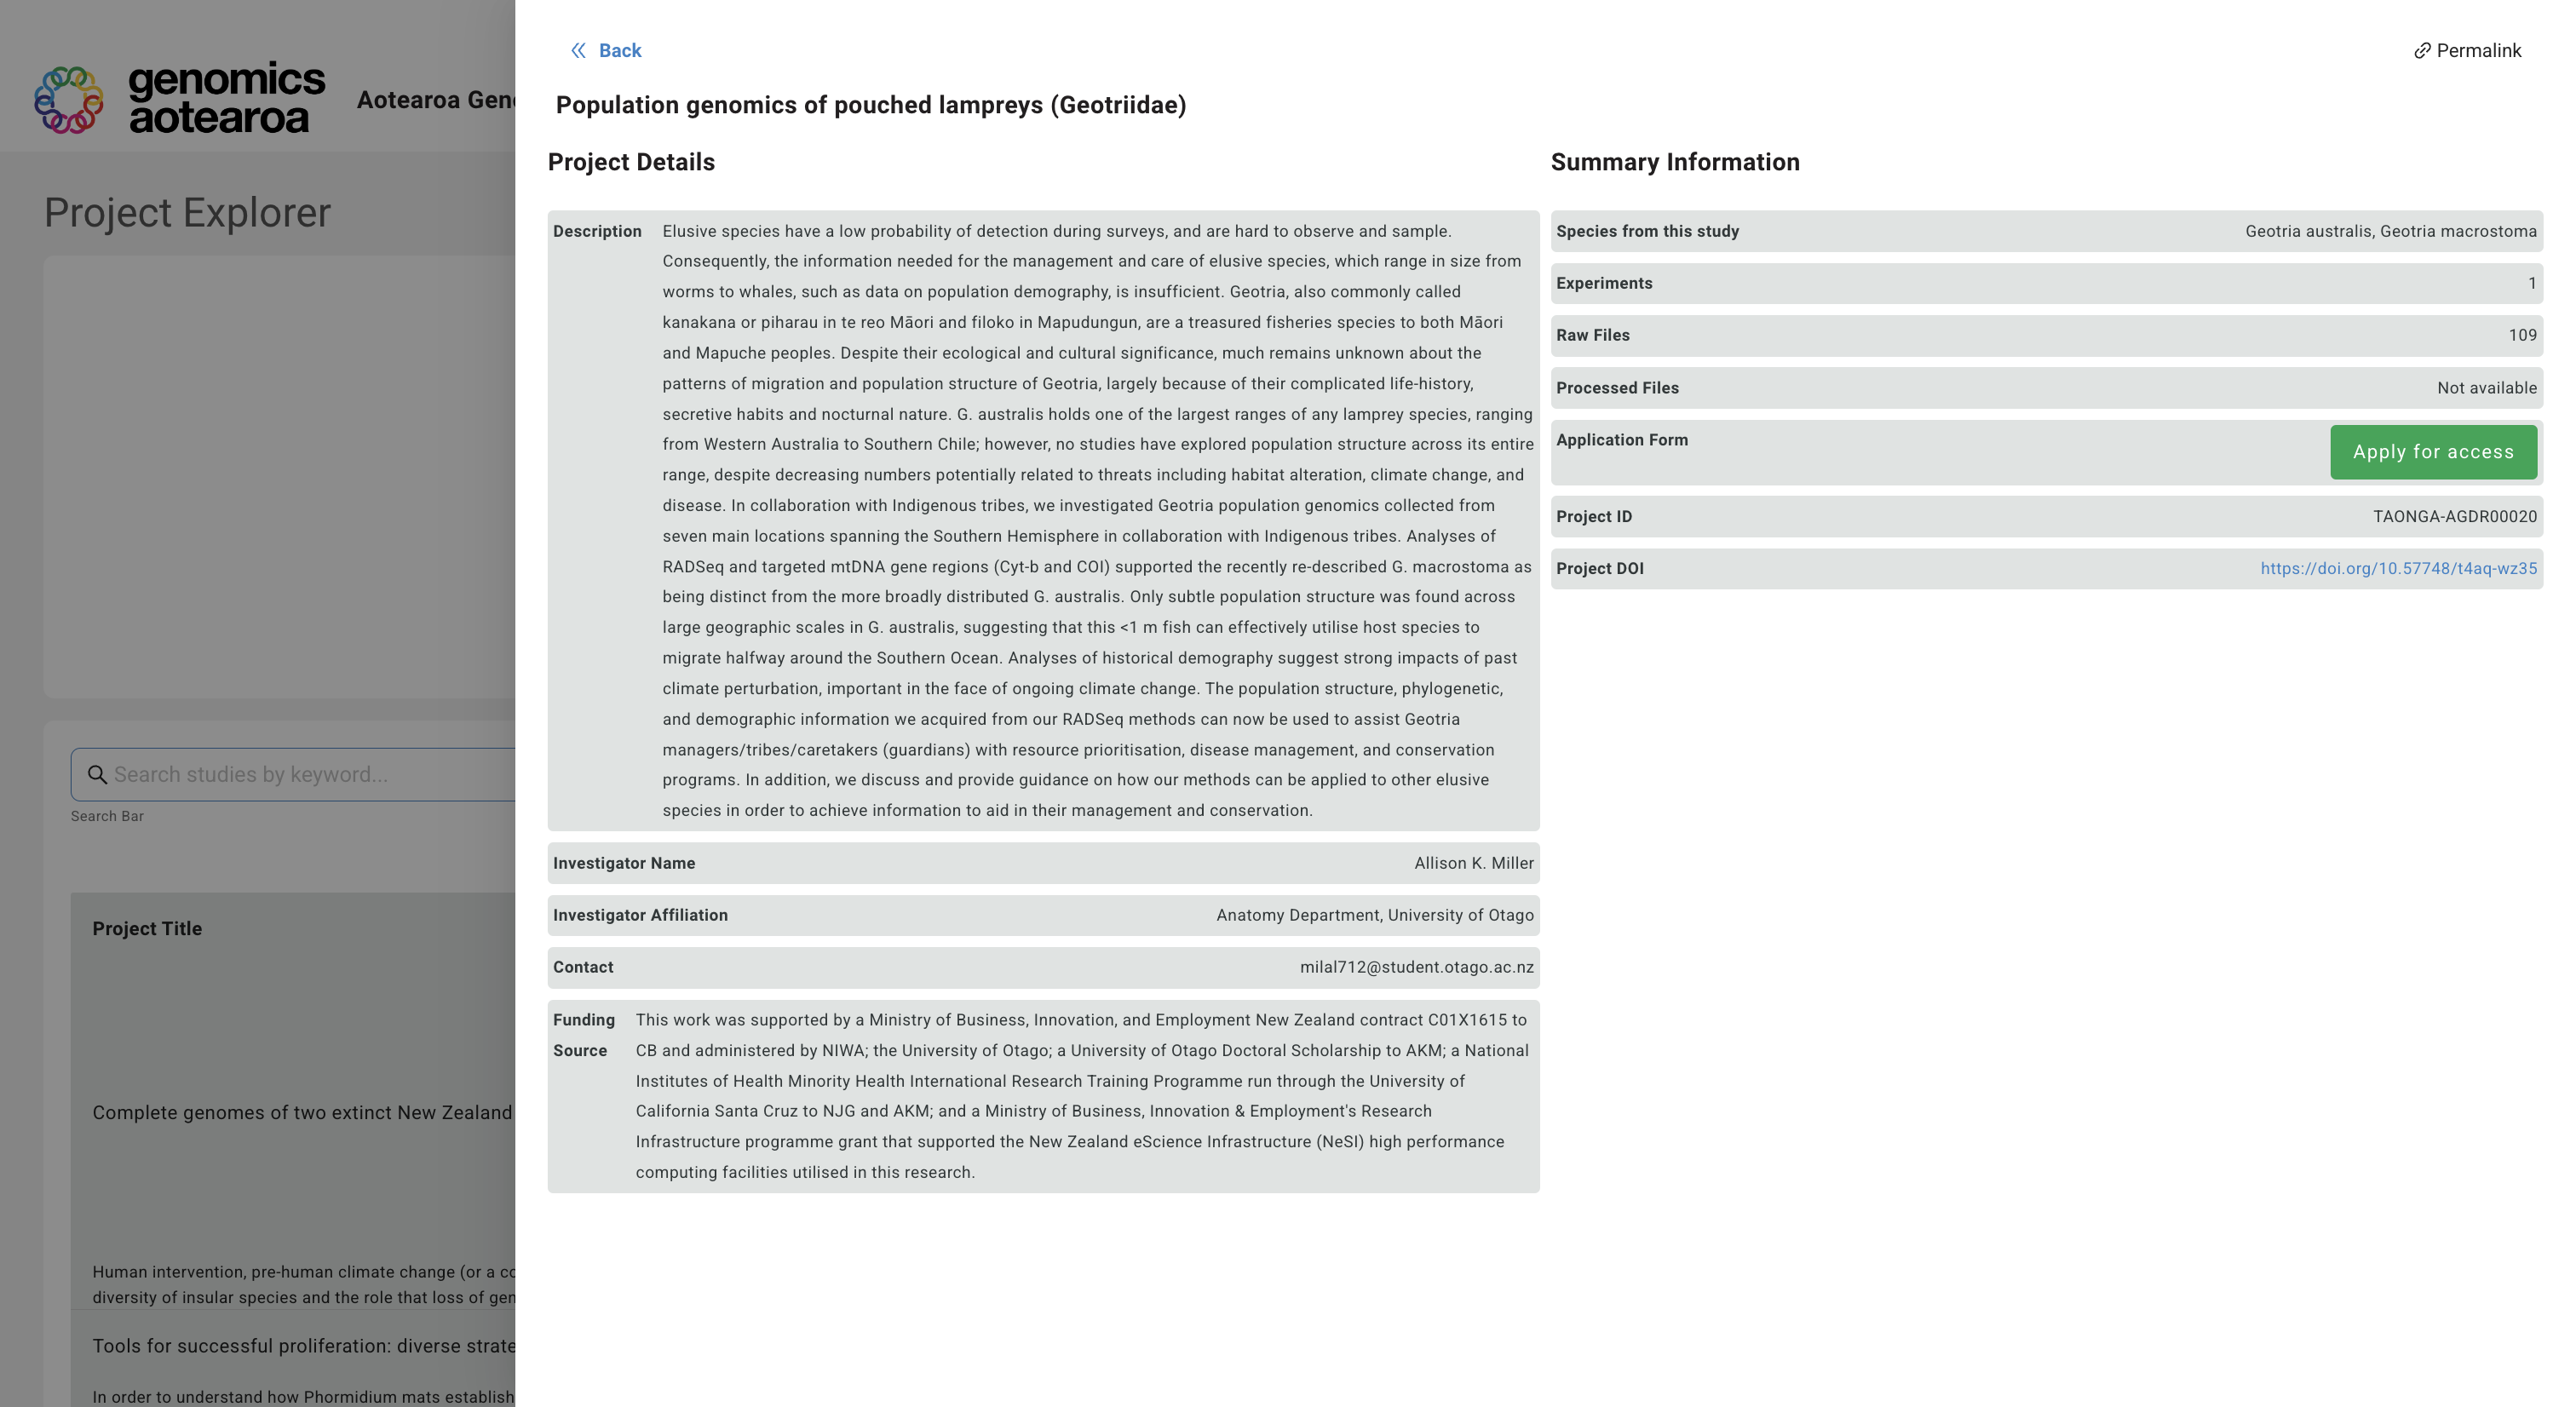 genomics
aotearoa
Aotearoa Gen
Project Explorer
Search studies by keyword...
Search Bar
Project Title
Complete genomes of two extinct New Zealand
Human intervention, pre-human climate change (or a co
diversity of insular species and the role that loss of gen
Tools for successful proliferation: diverse strate
In order to understand how Phormidium mats establish
Back
Permalink
Population genomics of pouched lampreys (Geotriidae)
Project Details
Description
Elusive species have a low probability of detection during surveys, and are hard to observe and sample.
Consequently, the information needed for the management and care of elusive species, which range in size from
worms to whales, such as data on population demography, is insufficient. Geotria, also commonly called
kanakana or piharau in te reo Māori and filoko in Mapudungun, are a treasured fisheries species to both Māori
and Mapuche peoples. Despite their ecological and cultural significance, much remains unknown about the
patterns of migration and population structure of Geotria, largely because of their complicated life-history,
secretive habits and nocturnal nature. G. australis holds one of the largest ranges of any lamprey species, ranging
from Western Australia to Southern Chile; however, no studies have explored population structure across its entire
range, despite decreasing numbers potentially related to threats including habitat alteration, climate change, and
disease. In collaboration with Indigenous tribes, we investigated Geotria population genomics collected from
seven main locations spanning the Southern Hemisphere in collaboration with Indigenous tribes. Analyses of
RADSeq and targeted mtDNA gene regions (Cyt-b and COI) supported the recently re-described G. macrostoma as
being distinct from the more broadly distributed G. australis. Only subtle population structure was found across
large geographic scales in G. australis, suggesting that this <1 m fish can effectively utilise host species to
migrate halfway around the Southern Ocean. Analyses of historical demography suggest strong impacts of past
climate perturbation, important in the face of ongoing climate change. The population structure, phylogenetic,
and demographic information we acquired from our RADSeq methods can now be used to assist Geotria
managers/tribes/caretakers (guardians) with resource prioritisation, disease management, and conservation
programs. In addition, we discuss and provide guidance on how our methods can be applied to other elusive
species in order to achieve information to aid in their management and conservation.
Investigator Name Allison K. Miller
Investigator Affiliation Anatomy Department, University of Otago
Contact milal712@student.otago.ac.nz
Funding
Source
This work was supported by a Ministry of Business, Innovation, and Employment New Zealand contract C01X1615 to
CB and administered by NIWA; the University of Otago; a University of Otago Doctoral Scholarship to AKM; a National
Institutes of Health Minority Health International Research Training Programme run through the University of
California Santa Cruz to NJG and AKM; and a Ministry of Business, Innovation & Employment's Research
Infrastructure programme grant that supported the New Zealand eScience Infrastructure (NeSI) high performance
computing facilities utilised in this research.
Summary Information
Species from this study Geotria australis, Geotria macrostoma
Experiments 1
Raw Files 109
Processed Files Not available
Application Form Apply for access
Project ID TAONGA-AGDR00020
Project DOI https://doi.org/10.57748/t4aq-wz35